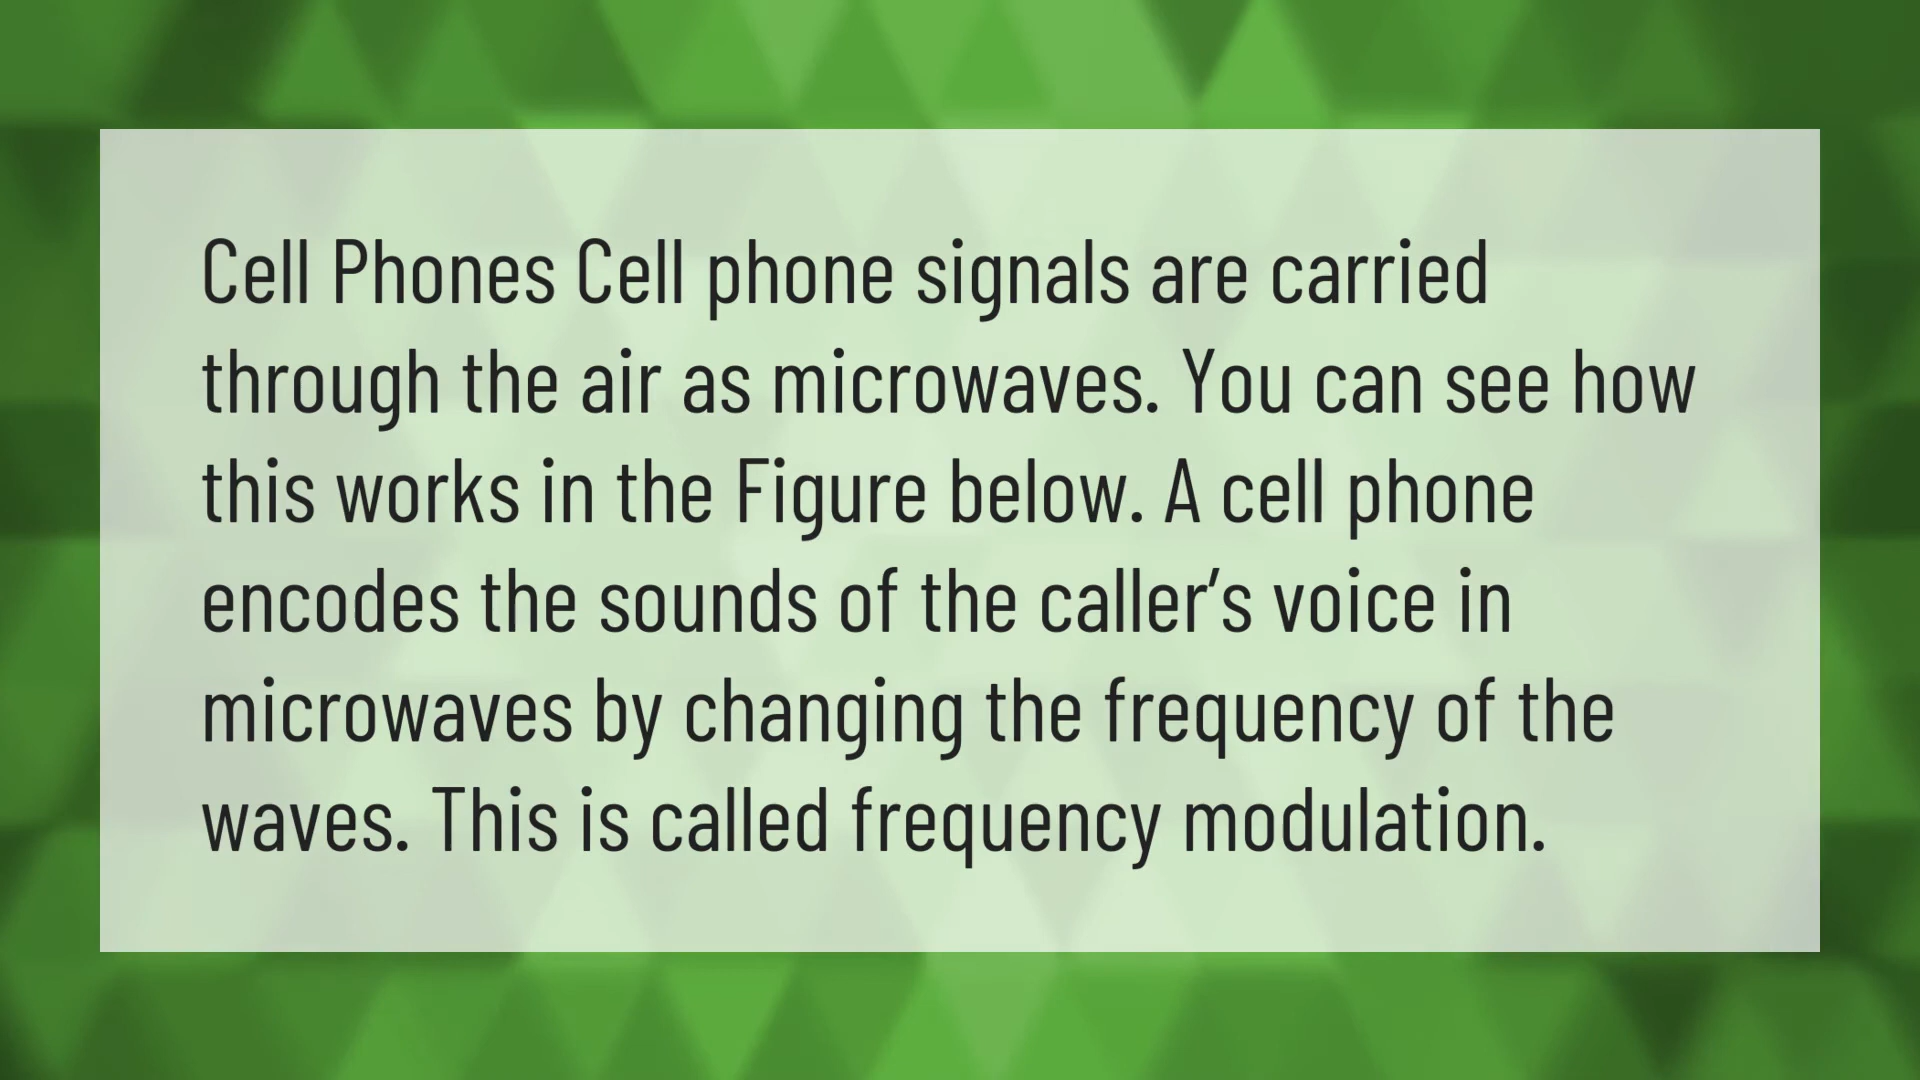 Cell Phones Cell phone signals are carried
through the air as microwaves. You can see how
this works in the Figure below. A cell phone
encodes the sounds of the caller’s voice in
microwaves by changing the frequency of the
waves. This is called frequency modulation.